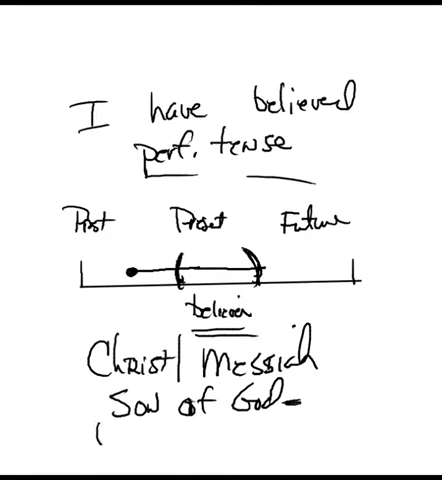 I have believed
perf. tense
Past Present Future
believer
Christ/ Messiah
Son of God-
(